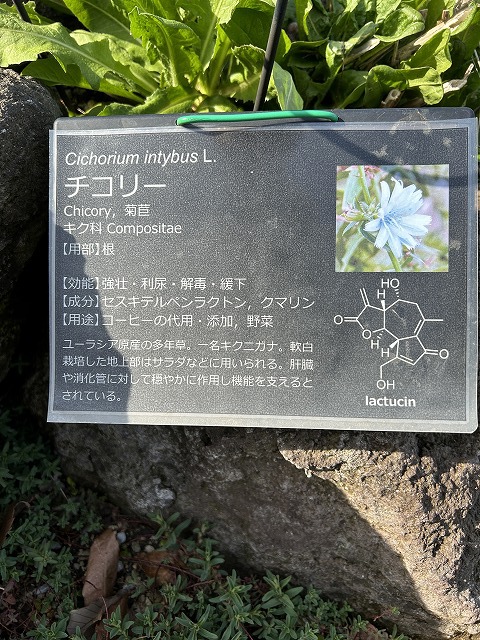 Cichorium intybus L.
チコリー
Chicory, 菊苣
キク科 Compositae
【用部】根
【効能】強壮・利尿・解毒・緩下
【成分】セスキテルペンラクトン, クマリン
【用途】コーヒーの代用・添加, 野菜
ユーラシア原産の多年草。一名キクニガナ。軟白
栽培した地上部はサラダなどに用いられる。肝臓
や消化管に対して穏やかに作用し機能を支えると
されている。
HO
H
O
O
H
H
O
OH
lactucin